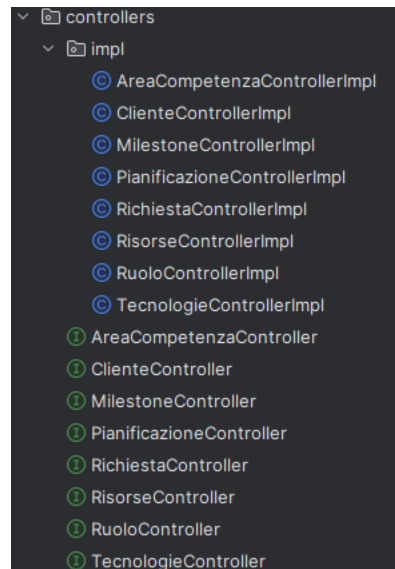 controllers
impl
AreaCompetenzaControllerImpl
ClienteControllerImpl
MilestoneControllerImpl
PianificazioneControllerImpl
RichiestaControllerImpl
RisorseControllerImpl
RuoloControllerImpl
TecnologieControllerImpl
AreaCompetenzaController
ClienteController
MilestoneController
PianificazioneController
RichiestaController
RisorseController
RuoloController
TecnologieController